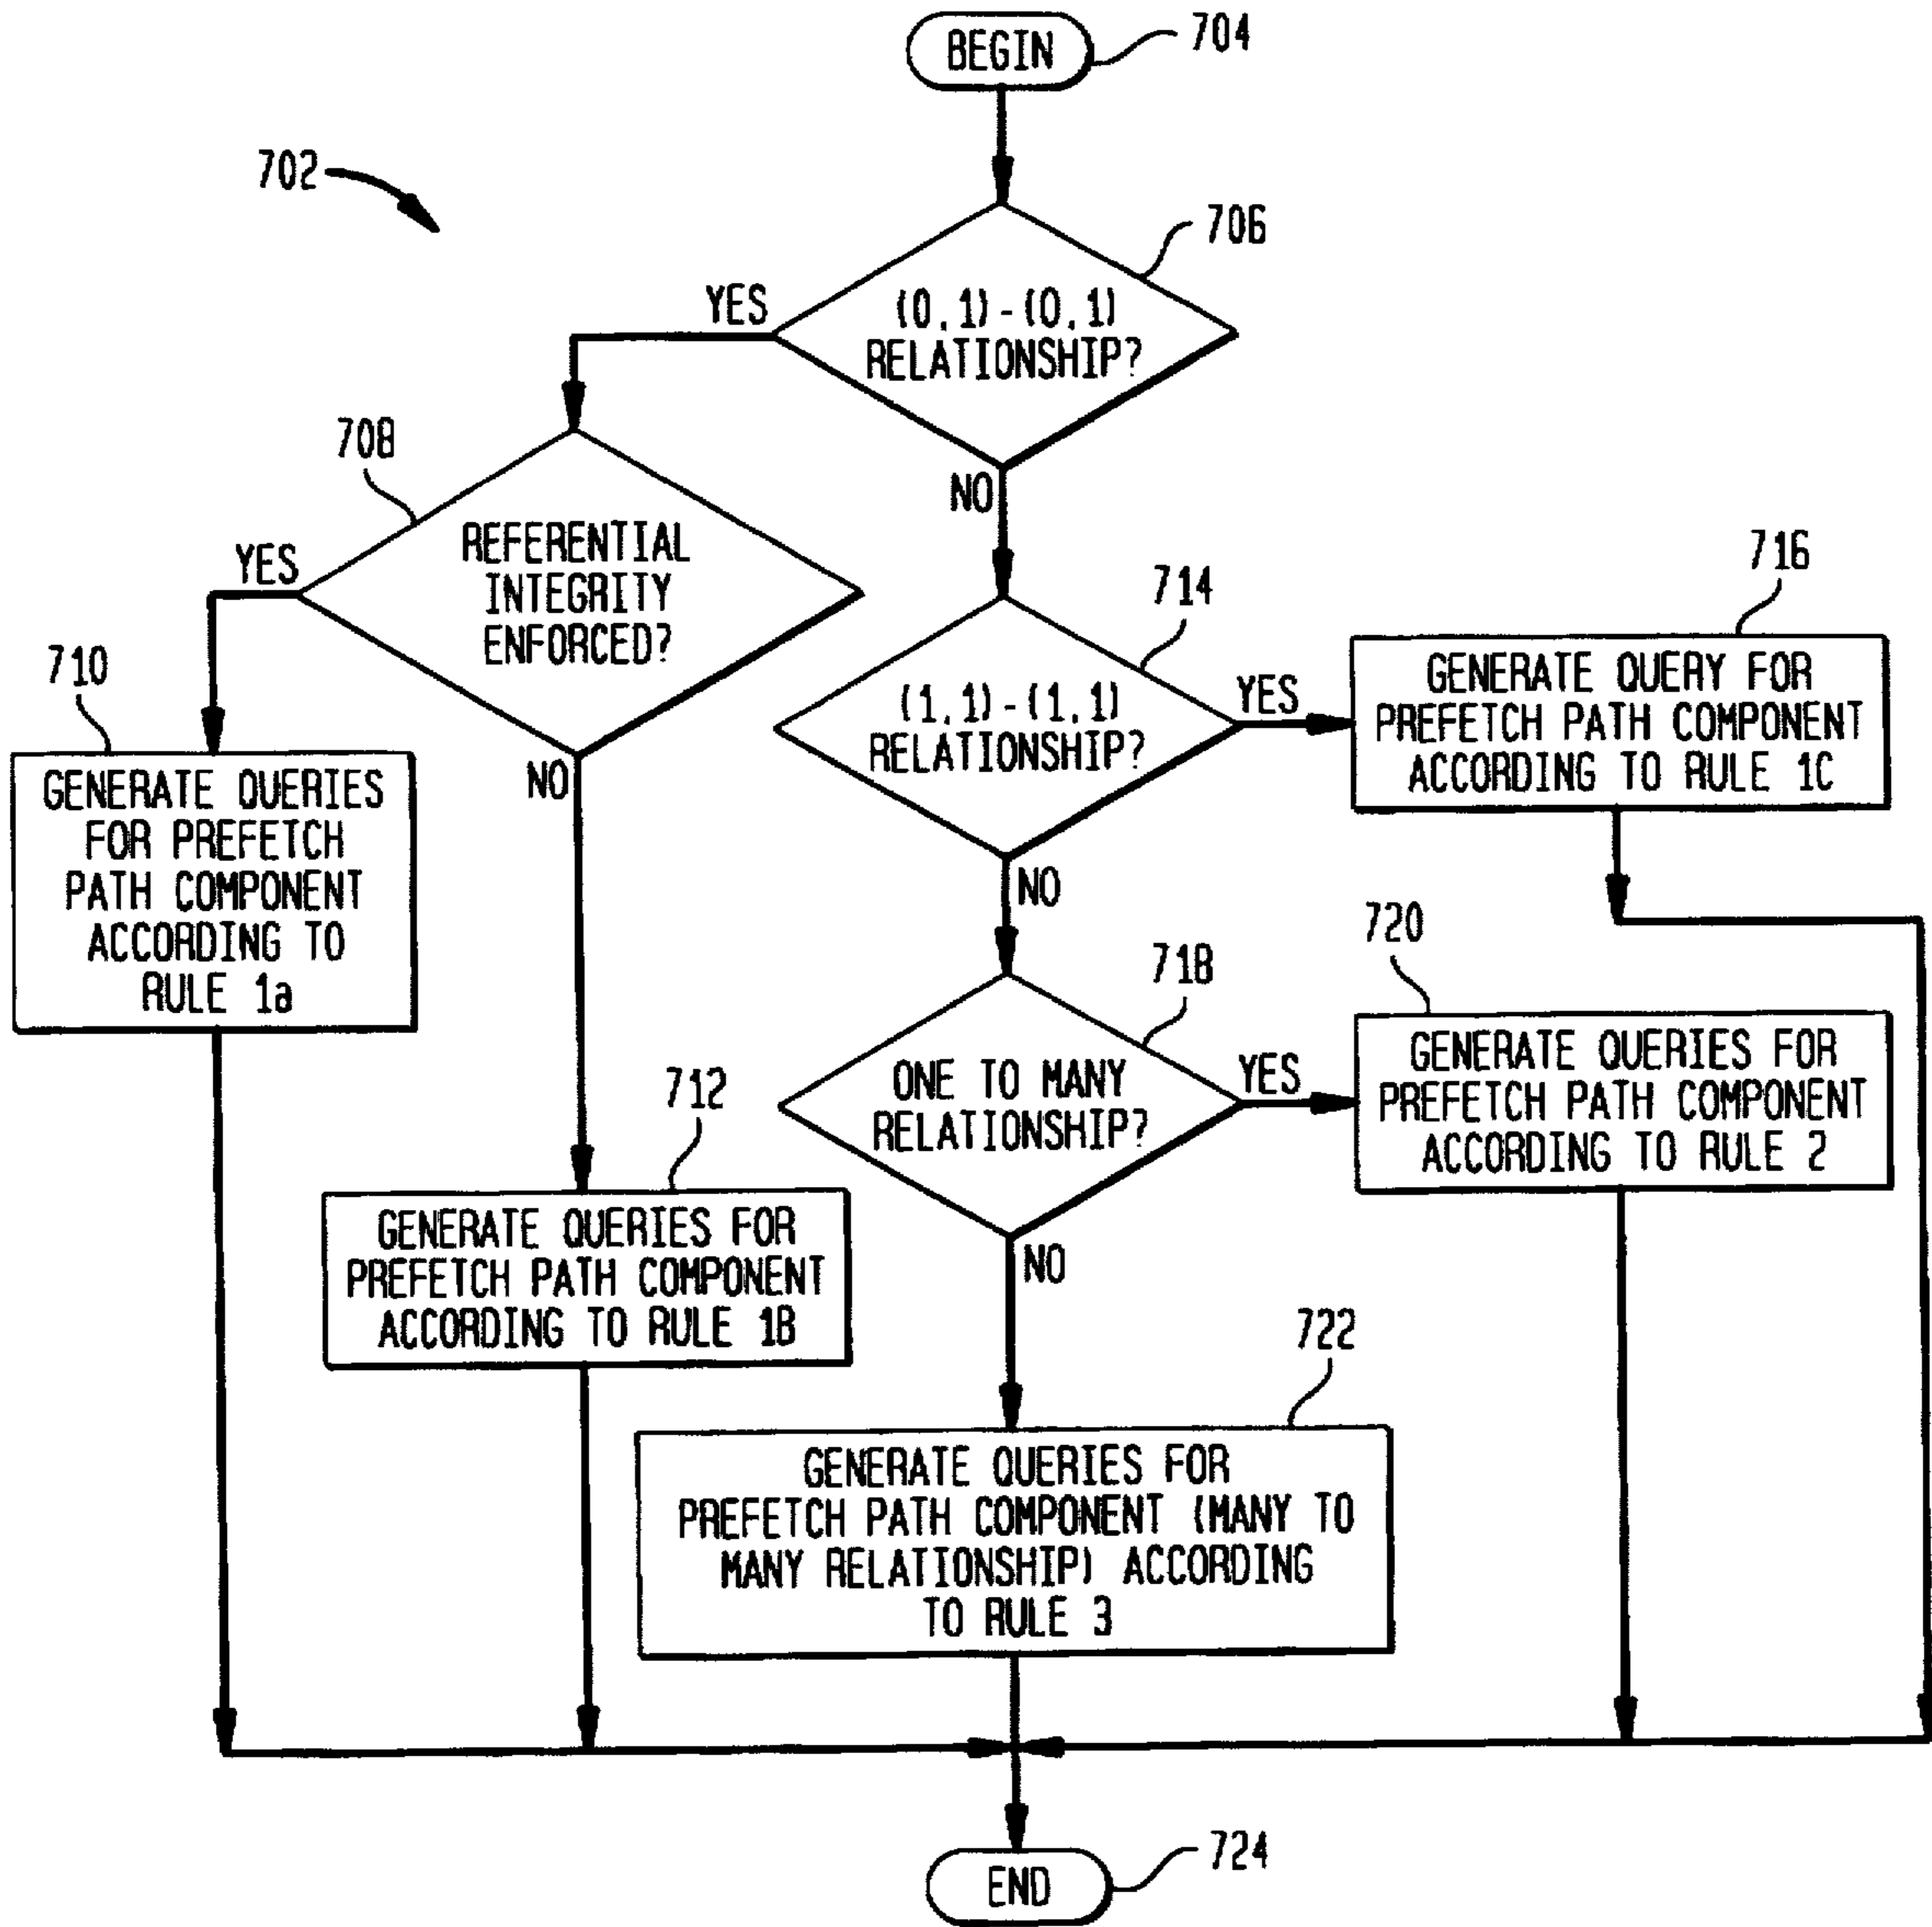 BEGIN
704
702
706
(0,1)-(0,1)
RELATIONSHIP?
YES
NO
708
REFERENTIAL
INTEGRITY
ENFORCED?
YES
NO
710
GENERATE QUERIES
FOR PREFETCH
PATH COMPONENT
ACCORDING TO
RULE 1a
712
GENERATE QUERIES FOR
PREFETCH PATH COMPONENT
ACCORDING TO RULE 1B
714
(1,1)-(1,1)
RELATIONSHIP?
YES
NO
716
GENERATE QUERY FOR
PREFETCH PATH COMPONENT
ACCORDING TO RULE 1C
718
ONE TO MANY
RELATIONSHIP?
YES
NO
720
GENERATE QUERIES FOR
PREFETCH PATH COMPONENT
ACCORDING TO RULE 2
722
GENERATE QUERIES FOR
PREFETCH PATH COMPONENT (MANY TO
MANY RELATIONSHIP) ACCORDING
TO RULE 3
END
724